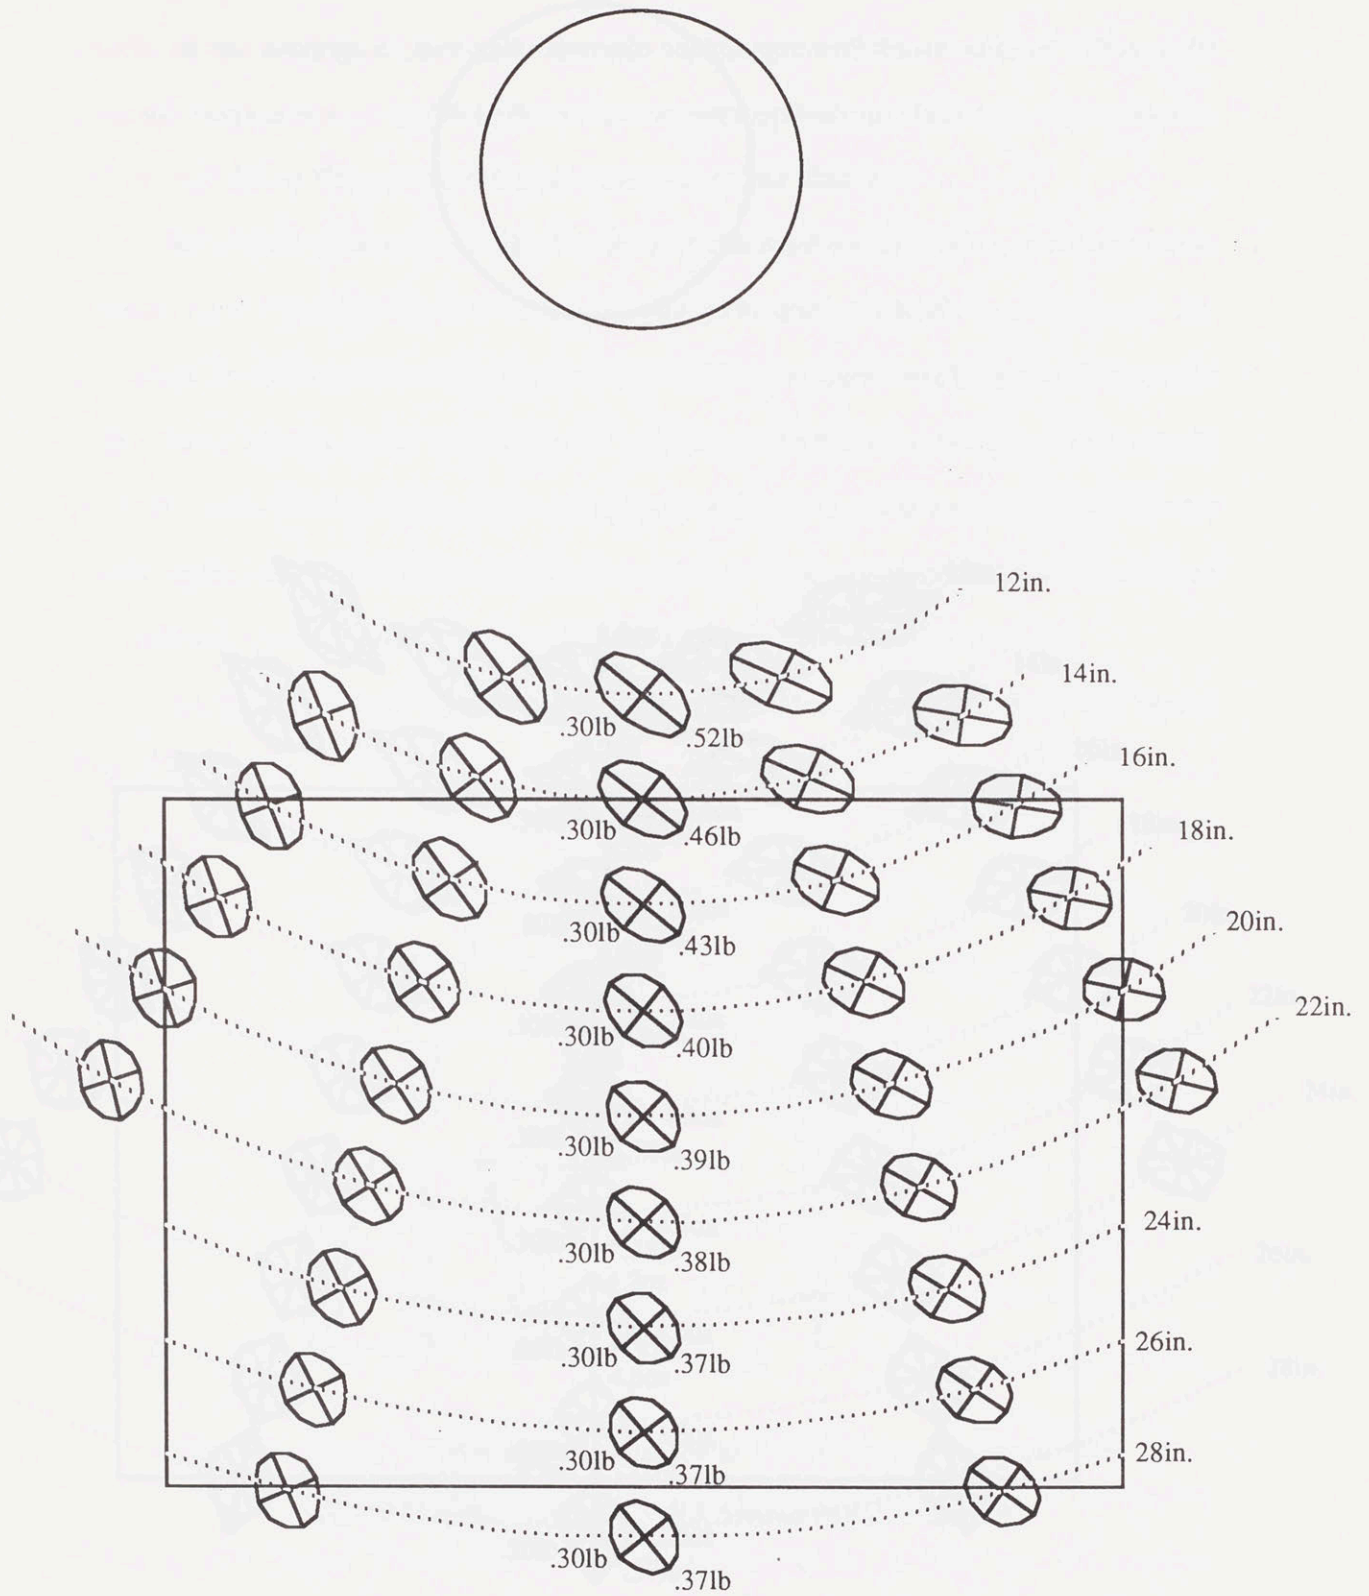 12in.
14in.
.30lb .52lb
16in.
.30lb .46lb
18in.
20in.
.30lb .43lb
22in.
.30lb .40lb
.30lb .39lb
24in.
.30lb .38lb
26in.
.30lb .37lb
28in.
.30lb .37lb
.30lb .37lb